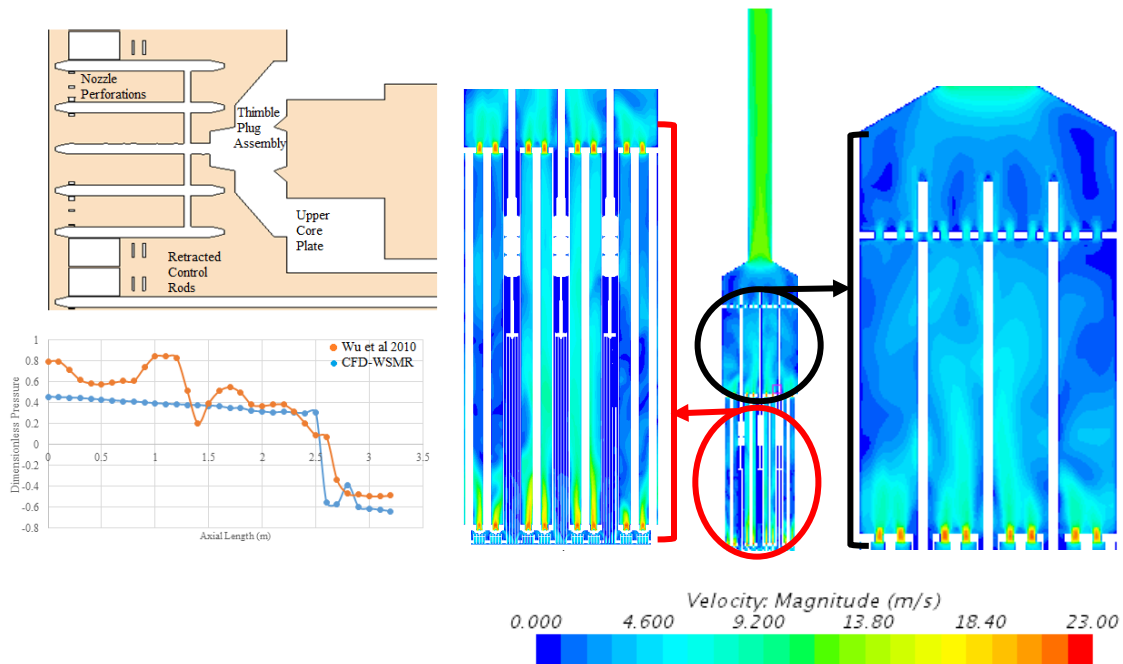 Nozzle
Perforations
Thimble
Plug
Assembly
Upper
Core
Plate
Retracted
Control
Rods
Wu et al 2010
CFD-WSMR
Dimensionless Pressure
1
0.8
0.6
0.4
0.2
0
-0.2
-0.4
-0.6
-0.8
0 0.5 1 1.5 2 2.5 3 3.5
Axial Length (m)
Velocity: Magnitude (m/s)
0.000 4.600 9.200 13.80 18.40 23.00